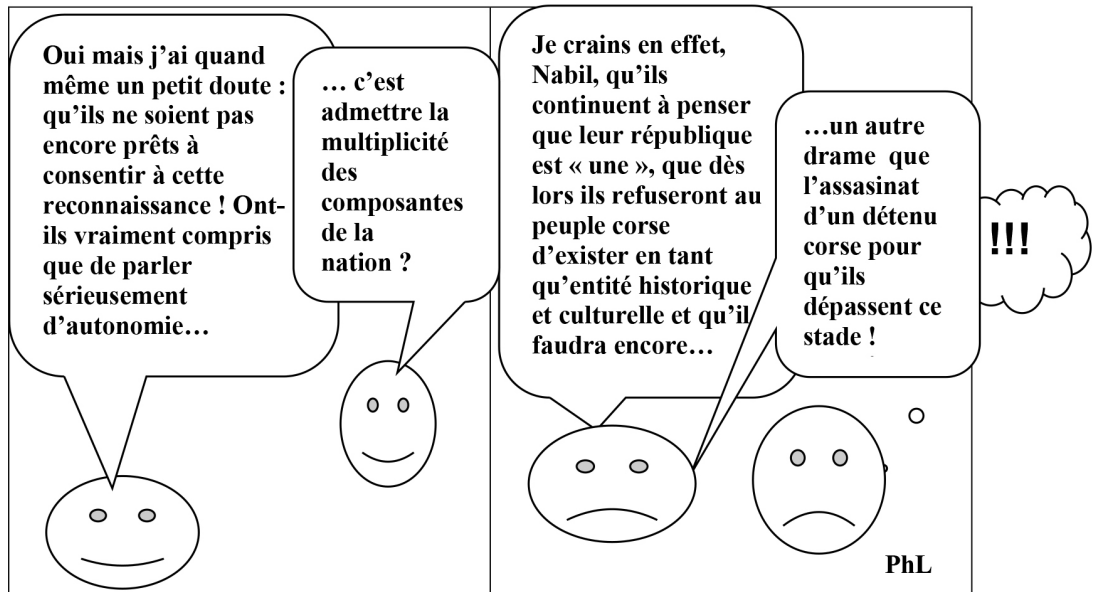 Oui mais j’ai quand
même un petit doute :
qu’ils ne soient pas
encore prêts à
consentir à cette
reconnaissance ! Ont-
ils vraiment compris
que de parler
sérieusement
d’autonomie…
… c’est
admettre la
multiplicité
des
composantes
de la
nation ?
Je crains en effet,
Nabil, qu’ils
continuent à penser
que leur république
est « une », que dès
lors ils refuseront au
peuple corse
d’exister en tant
qu’entité historique
et culturelle et qu’il
faudra encore…
…un autre
drame que
l’assasinat
d’un détenu
corse pour
qu’ils
dépassent ce
stade !
!!!
PhL